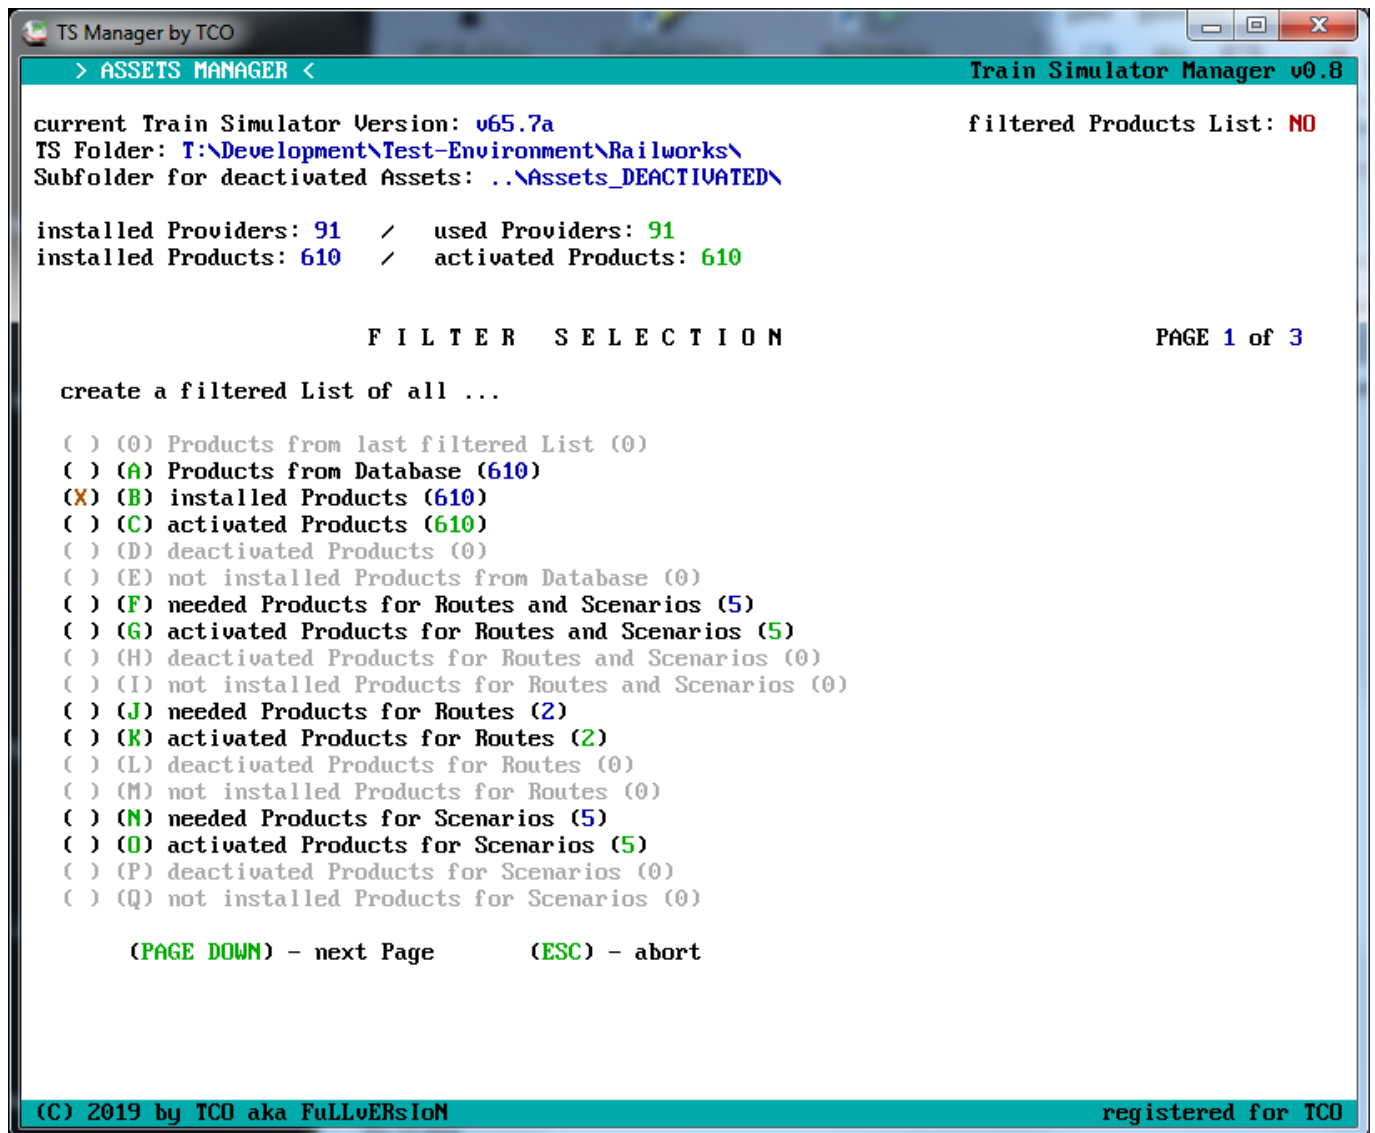 TS Manager by TCO
> ASSETS MANAGER < Train Simulator Manager v0.8
current Train Simulator Version: v65.7a filtered Products List: NO
TS Folder: T:\Development\Test-Environment\Railworks\
Subfolder for deactivated Assets: ..\Assets_DEACTIVATED\
installed Providers: 91 / used Providers: 91
installed Products: 610 / activated Products: 610
F I L T E R S E L E C T I O N PAGE 1 of 3
create a filtered List of all ...
( ) (0) Products from last filtered List (0)
( ) (A) Products from Database (610)
(X) (B) installed Products (610)
( ) (C) activated Products (610)
( ) (D) deactivated Products (0)
( ) (E) not installed Products from Database (0)
( ) (F) needed Products for Routes and Scenarios (5)
( ) (G) activated Products for Routes and Scenarios (5)
( ) (H) deactivated Products for Routes and Scenarios (0)
( ) (I) not installed Products for Routes and Scenarios (0)
( ) (J) needed Products for Routes (2)
( ) (K) activated Products for Routes (2)
( ) (L) deactivated Products for Routes (0)
( ) (M) not installed Products for Routes (0)
( ) (N) needed Products for Scenarios (5)
( ) (O) activated Products for Scenarios (5)
( ) (P) deactivated Products for Scenarios (0)
( ) (Q) not installed Products for Scenarios (0)
(PAGE DOWN) - next Page (ESC) - abort
(C) 2019 by TCO aka FuLLvERsIoN registered for TCO